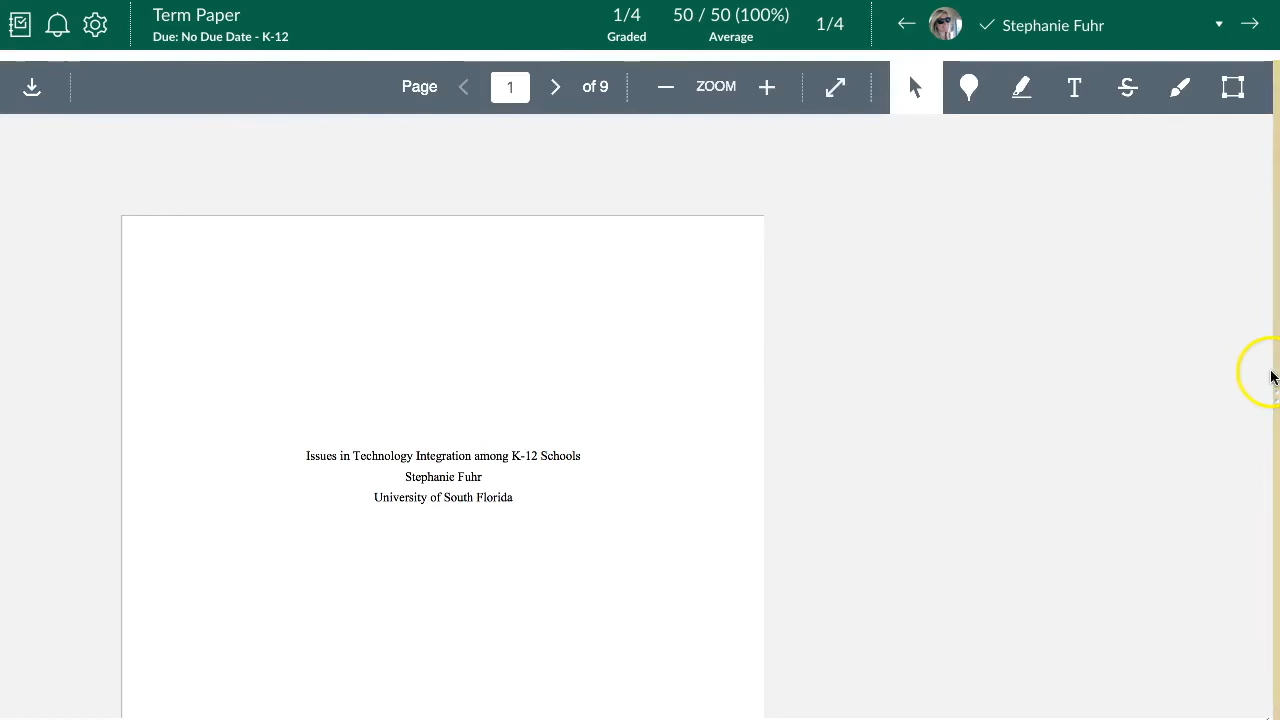 Term Paper
Due: No Due Date - K-12
1/4
Graded
50 / 50 (100%)
Average
1/4
Stephanie Fuhr
Page
1
of 9
ZOOM
T
S
Issues in Technology Integration among K-12 Schools
Stephanie Fuhr
University of South Florida